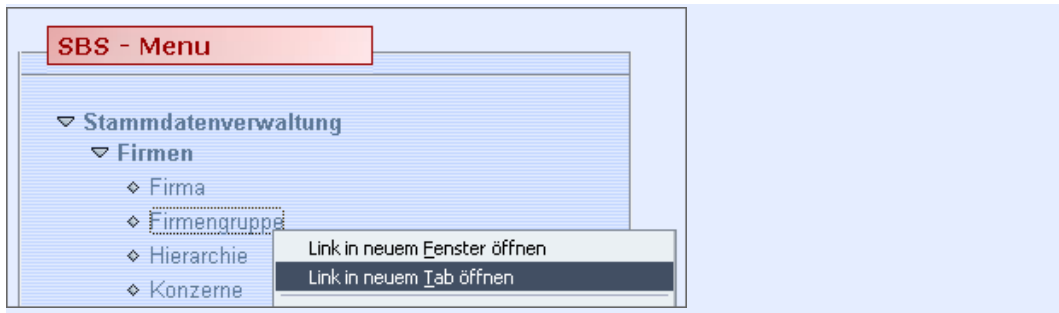 SBS - Menu
Stammdatenverwaltung
Firmen
Firma
Firmengruppe
Hierarchie
Konzerne
Link in neuem Fenster öffnen
Link in neuem Tab öffnen